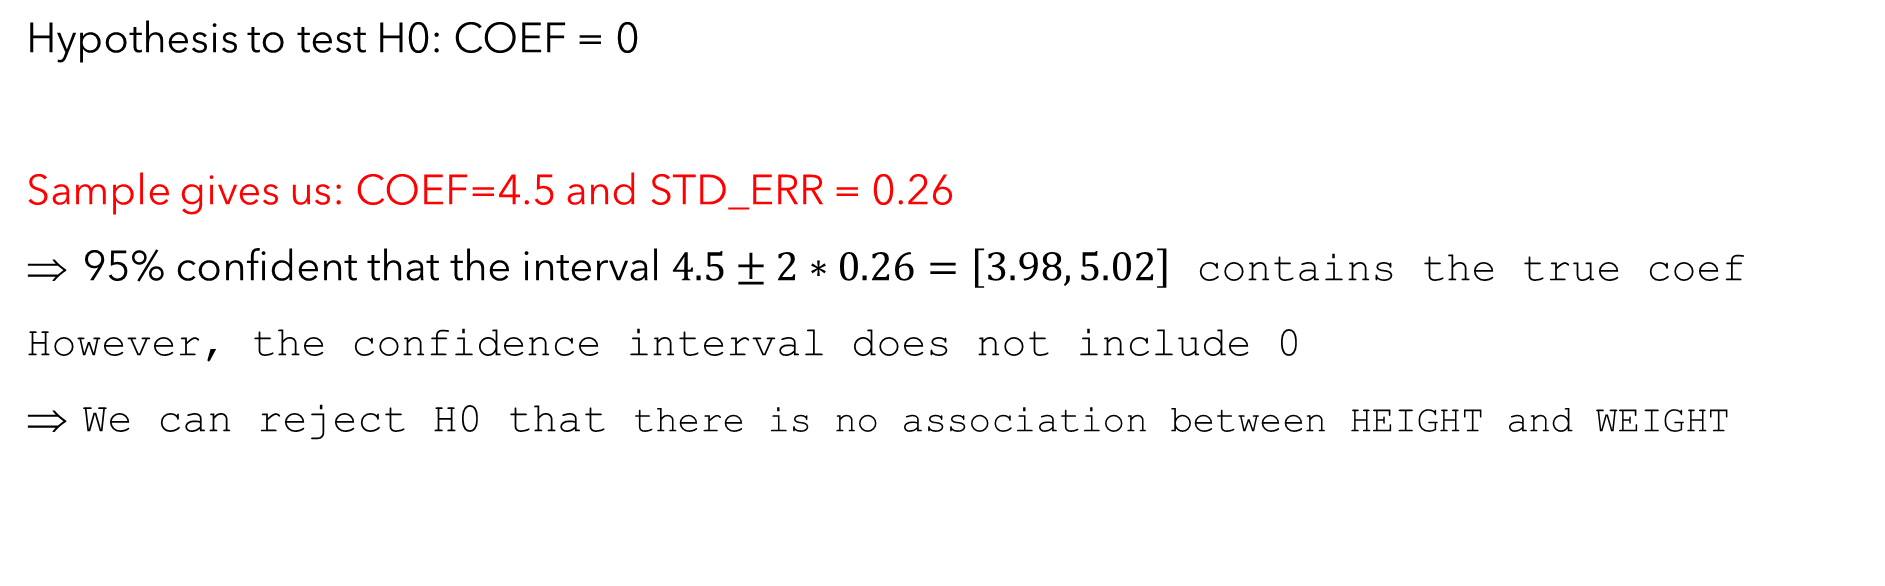 Hypothesis to test H0: COEF = 0
Sample gives us: COEF=4.5 and STD_ERR = 0.26
⇒ 95% confident that the interval 4.5 ± 2 ∗ 0.26 = [3.98, 5.02] contains the true coef
However, the confidence interval does not include 0
⇒ We can reject H0 that there is no association between HEIGHT and WEIGHT